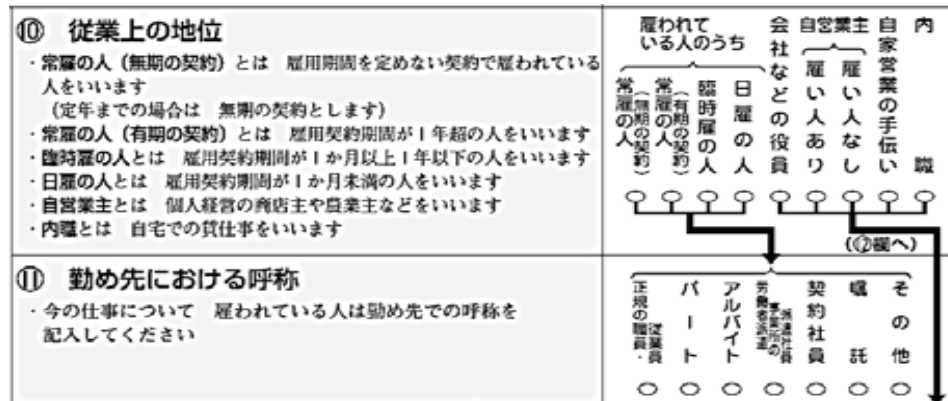 ⑩ 従業上の地位
・常雇の人（無期の契約）とは 雇用期間を定めない契約で雇われている
人をいいます
（定年までの場合は 無期の契約とします）
・常雇の人（有期の契約）とは 雇用契約期間が1年超の人をいいます
・臨時雇の人とは 雇用契約期間が1か月以上1年以下の人をいいます
・日雇の人とは 雇用契約期間が1か月未満の人をいいます
・自営業主とは 個人経営の商店主や農業主などをいいます
・内職とは 自宅での賃仕事をいいます
雇われて
いる人のうち
常雇の人
（無期の契約）
常雇の人
（有期の契約）
臨時雇の人
日雇の人
会社などの役員
自営業主
雇い人あり
雇い人なし
自家営業の手伝い
内職
（⑫欄へ）
⑪ 勤め先における呼称
・今の仕事について 雇われている人は勤め先での呼称を
記入してください
正規の職員・
従業員
パート
アルバイト
労働者派遣
事業所の
派遣社員
契約社員
嘱託
その他